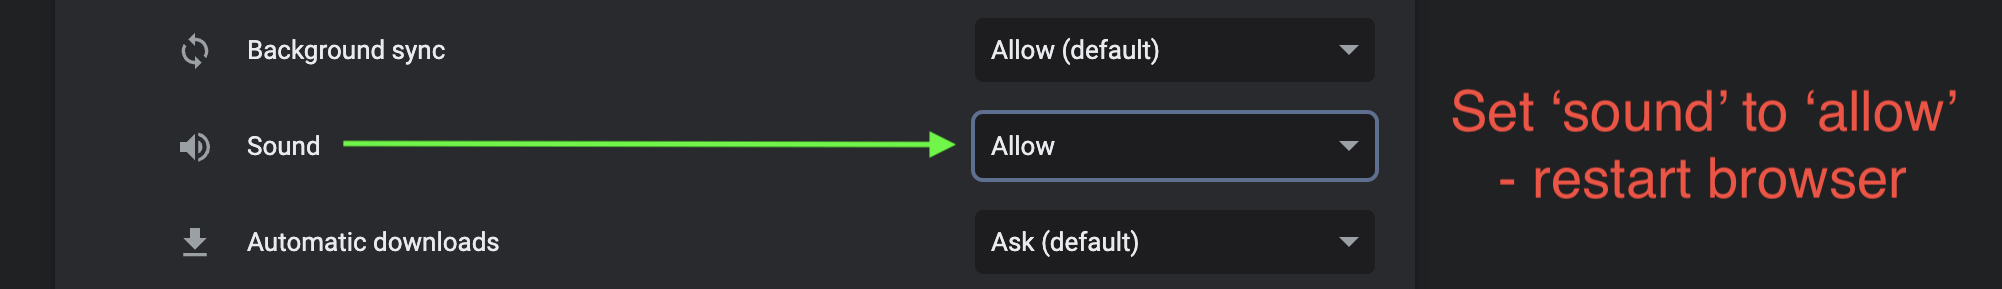 Background sync
Allow (default)
Sound
Allow
Automatic downloads
Ask (default)
Set ‘sound’ to ‘allow’
- restart browser